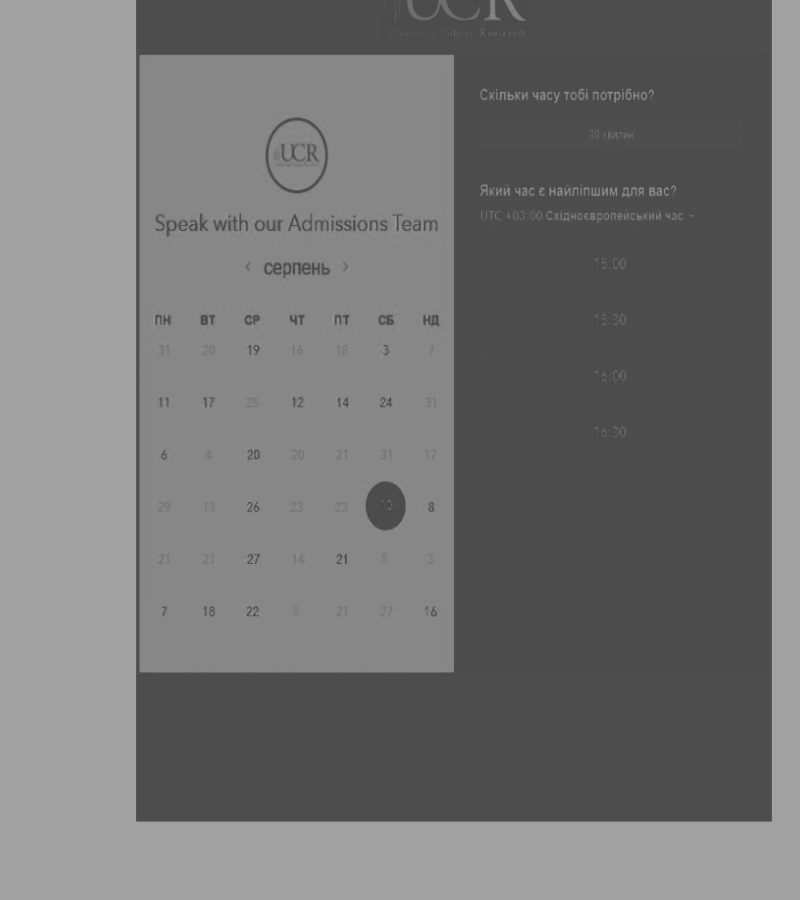 UCR
University College Roosevelt
UCR
Speak with our Admissions Team
‹ серпень ›
ПН ВТ СР ЧТ ПТ СБ НД
31 20 19 16 18 3 7
11 17 25 12 14 24 31
6 4 20 20 21 31 17
29 13 26 23 23 8
21 21 27 14 21 5 3
7 18 22 21 27 16
Скільки часу тобі потрібно?
30 хвилин
Який час є найліпшим для вас?
UTC +03:00 Східноєвропейський час
15:00
15:30
16:00
16:30